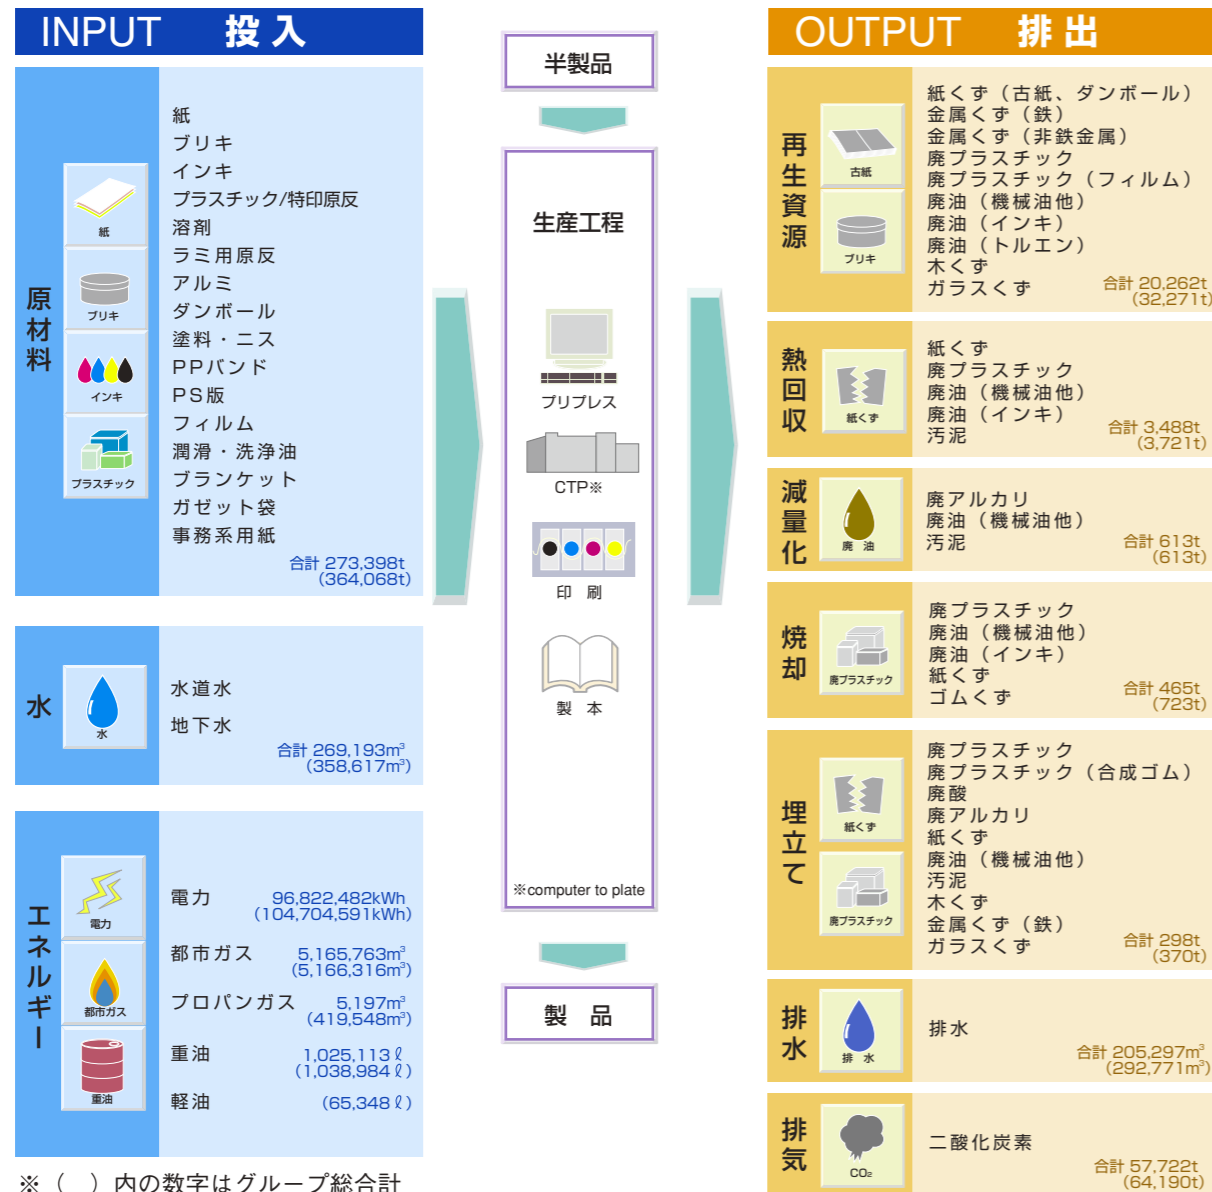 INPUT 投入
原材料
紙
ブリキ
インキ
プラスチック
紙
ブリキ
インキ
プラスチック/特印原反
溶剤
ラミ用原反
アルミ
ダンボール
塗料・ニス
PPバンド
PS版
フィルム
潤滑・洗浄油
ブランケット
ガゼット袋
事務系用紙
合計 273,398t
(364,068t)
水
水
水道水
地下水
合計 269,193m³
(358,617m³)
エネルギー
電力
都市ガス
重油
電力 96,822,482kWh
(104,704,591kWh)
都市ガス 5,165,763m³
(5,166,316m³)
プロパンガス 5,197m³
(419,548m³)
重油 1,025,113ℓ
(1,038,984ℓ)
軽油 (65,348ℓ)
※( )内の数字はグループ総合計
半製品
生産工程
プリプレス
CTP※
印 刷
製 本
※computer to plate
製 品
OUTPUT 排出
再生資源
古紙
ブリキ
紙くず(古紙、ダンボール)
金属くず(鉄)
金属くず(非鉄金属)
廃プラスチック
廃プラスチック(フィルム)
廃油(機械油他)
廃油(インキ)
廃油(トルエン)
木くず
ガラスくず
合計 20,262t
(32,271t)
熱回収
紙くず
紙くず
廃プラスチック
廃油(機械油他)
廃油(インキ)
汚泥
合計 3,488t
(3,721t)
減量化
廃 油
廃アルカリ
廃油(機械油他)
汚泥
合計 613t
(613t)
焼却
廃プラスチック
廃プラスチック
廃油(機械油他)
廃油(インキ)
紙くず
ゴムくず
合計 465t
(723t)
埋立て
紙くず
廃プラスチック
廃プラスチック
廃プラスチック(合成ゴム)
廃酸
廃アルカリ
紙くず
廃油(機械油他)
汚泥
木くず
金属くず(鉄)
ガラスくず
合計 298t
(370t)
排水
排 水
排水
合計 205,297m³
(292,771m³)
排気
CO₂
二酸化炭素
合計 57,722t
(64,190t)